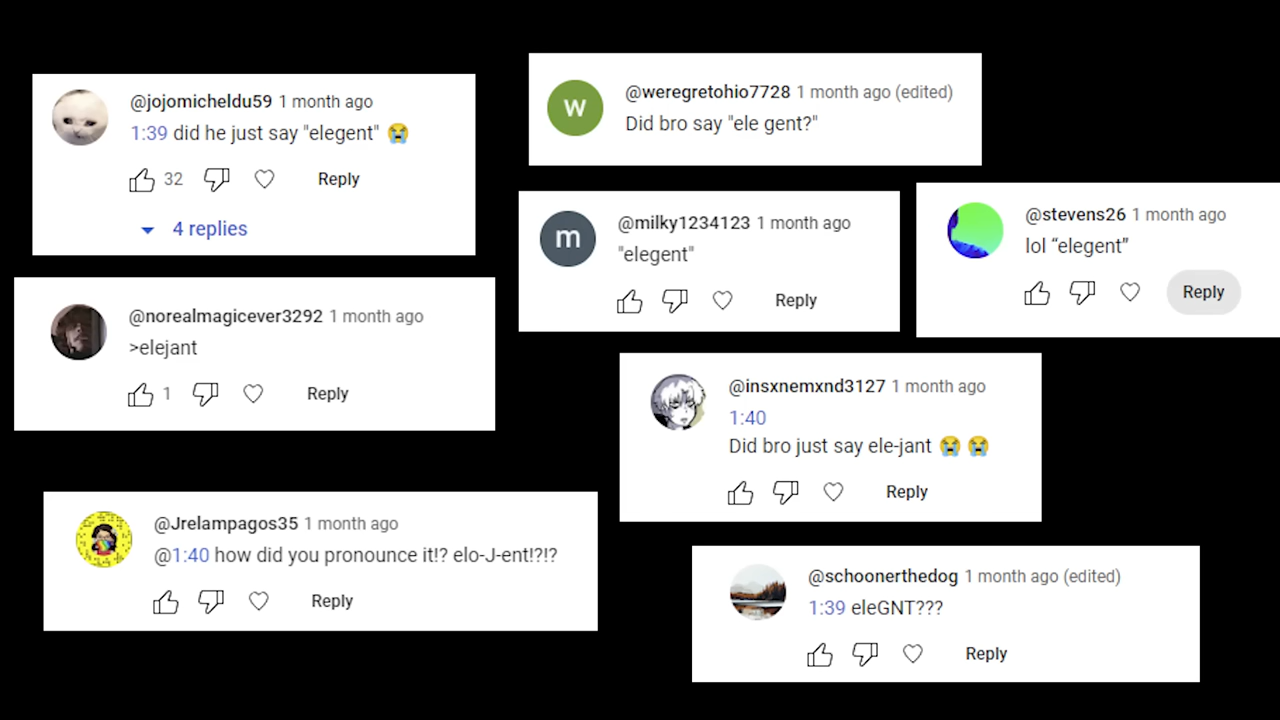 @jojomicheldu59 1 month ago
1:39 did he just say "elegent" 😭
32 Reply
4 replies
W
@weregretohio7728 1 month ago (edited)
Did bro say "ele gent?"
m
@milky1234123 1 month ago
"elegent"
Reply
@stevens26 1 month ago
lol “elegent”
Reply
@norealmagicever3292 1 month ago
>elejant
1 Reply
@insxnemxnd3127 1 month ago
1:40
Did bro just say ele-jant 😭 😭
Reply
@Jrelampagos35 1 month ago
@1:40 how did you pronounce it!? elo-J-ent!?!?
Reply
@schoonerthedog 1 month ago (edited)
1:39 eleGNT???
Reply